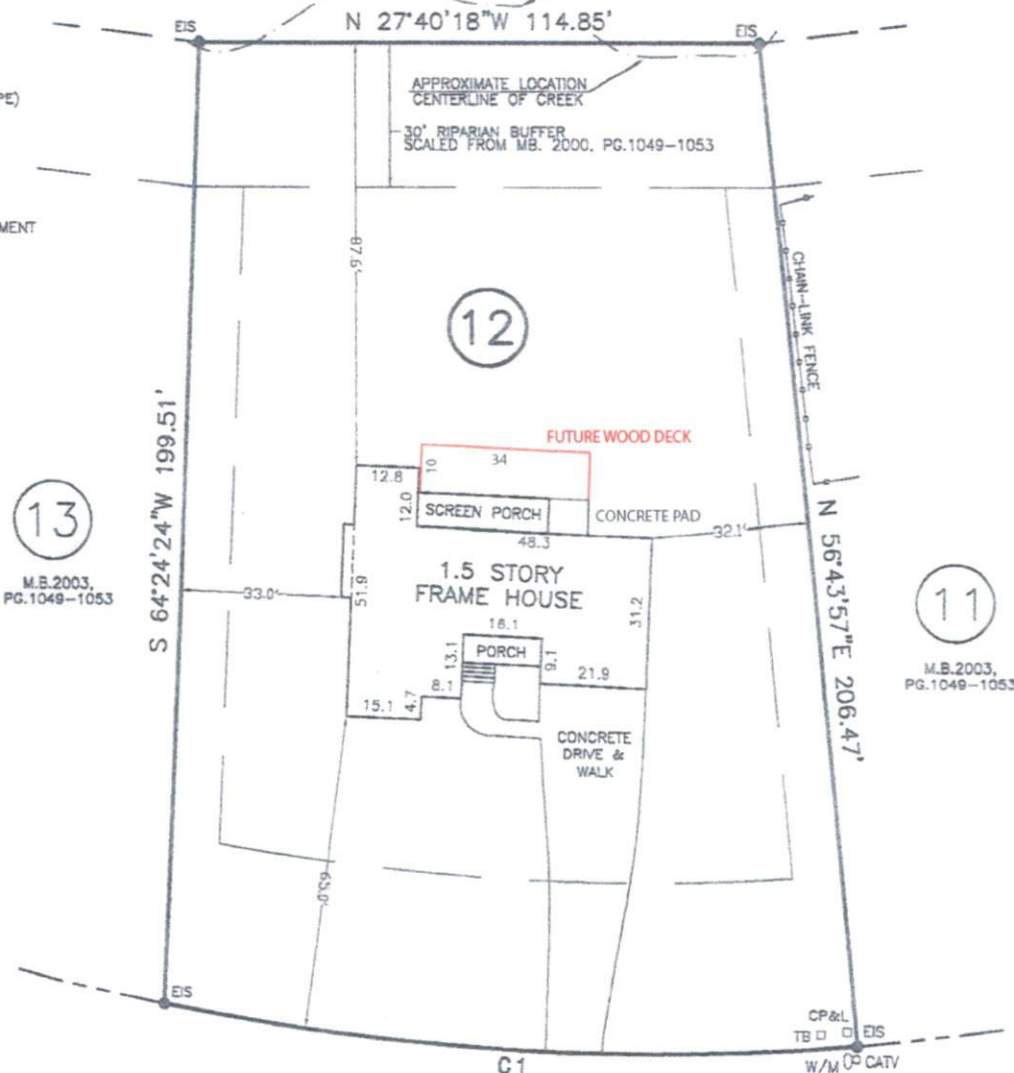 N 27°40'18"W 114.85'
EIS
EIS
PE)
APPROXIMATE LOCATION
CENTERLINE OF CREEK
30' RIPARIAN BUFFER
SCALED FROM MB. 2000, PG.1049-1053
MENT
87.6'
CHAIN-LINK FENCE
12
S 64°24'24"W 199.51'
FUTURE WOOD DECK
34
10
12.8
12.0
SCREEN PORCH
CONCRETE PAD
48.3
32.1'
13
M.B.2003,
PG.1049-1053
N 56°43'57"E 206.47'
1.5 STORY
FRAME HOUSE
33.0'
51.9
31.2
11
M.B.2003,
PG.1049-1053
16.1
PORCH
13.1
9.1
21.9
8.1
15.1
4.7
CONCRETE
DRIVE &
WALK
65.0'
EIS
CP&L
TB
EIS
W/M
CATV
C1